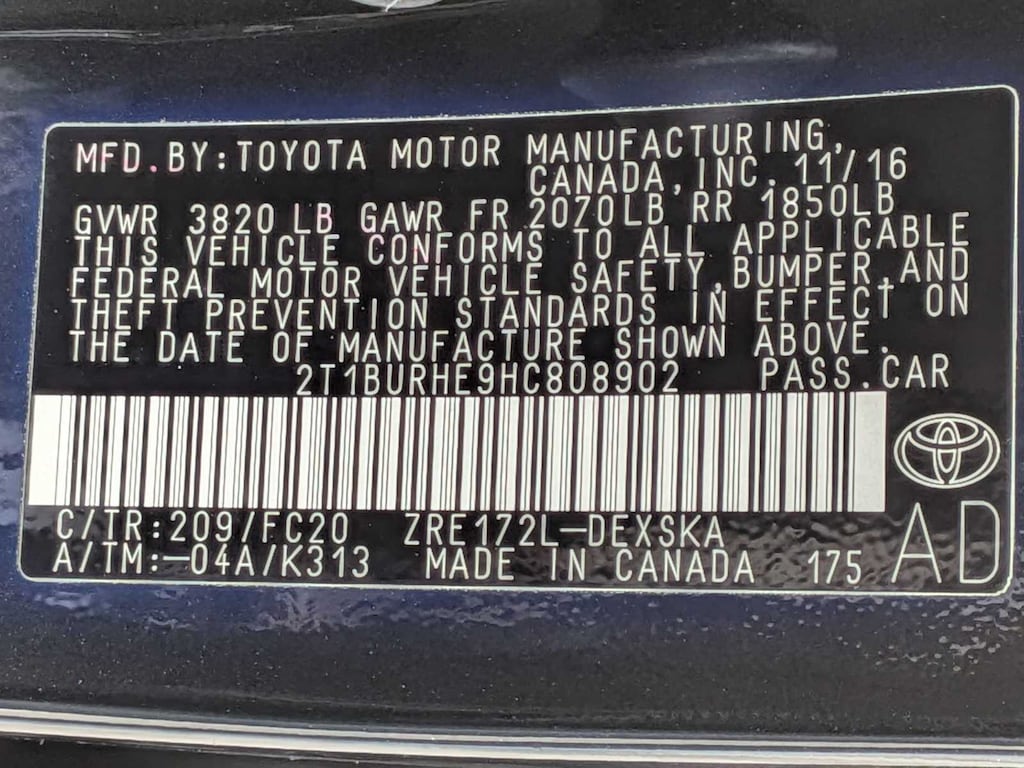 MFD.BY:TOYOTA MOTOR MANUFACTURING,
CANADA,INC. 11/16
GVWR 3820 LB GAWR FR 2070LB RR 1850LB
THIS VEHICLE CONFORMS TO ALL APPLICABLE
FEDERAL MOTOR VEHICLE SAFETY,BUMPER,AND
THEFT PREVENTION STANDARDS IN EFFECT ON
THE DATE OF MANUFACTURE SHOWN ABOVE.
2T1BURHE9HC808902 PASS.CAR
C/TR:209/FC20 ZRE172L-DEXSKA
A/TM:-04A/K313 MADE IN CANADA 175 AD